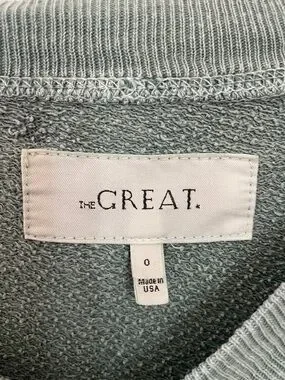 THE GREAT.
0
MADE IN
USA